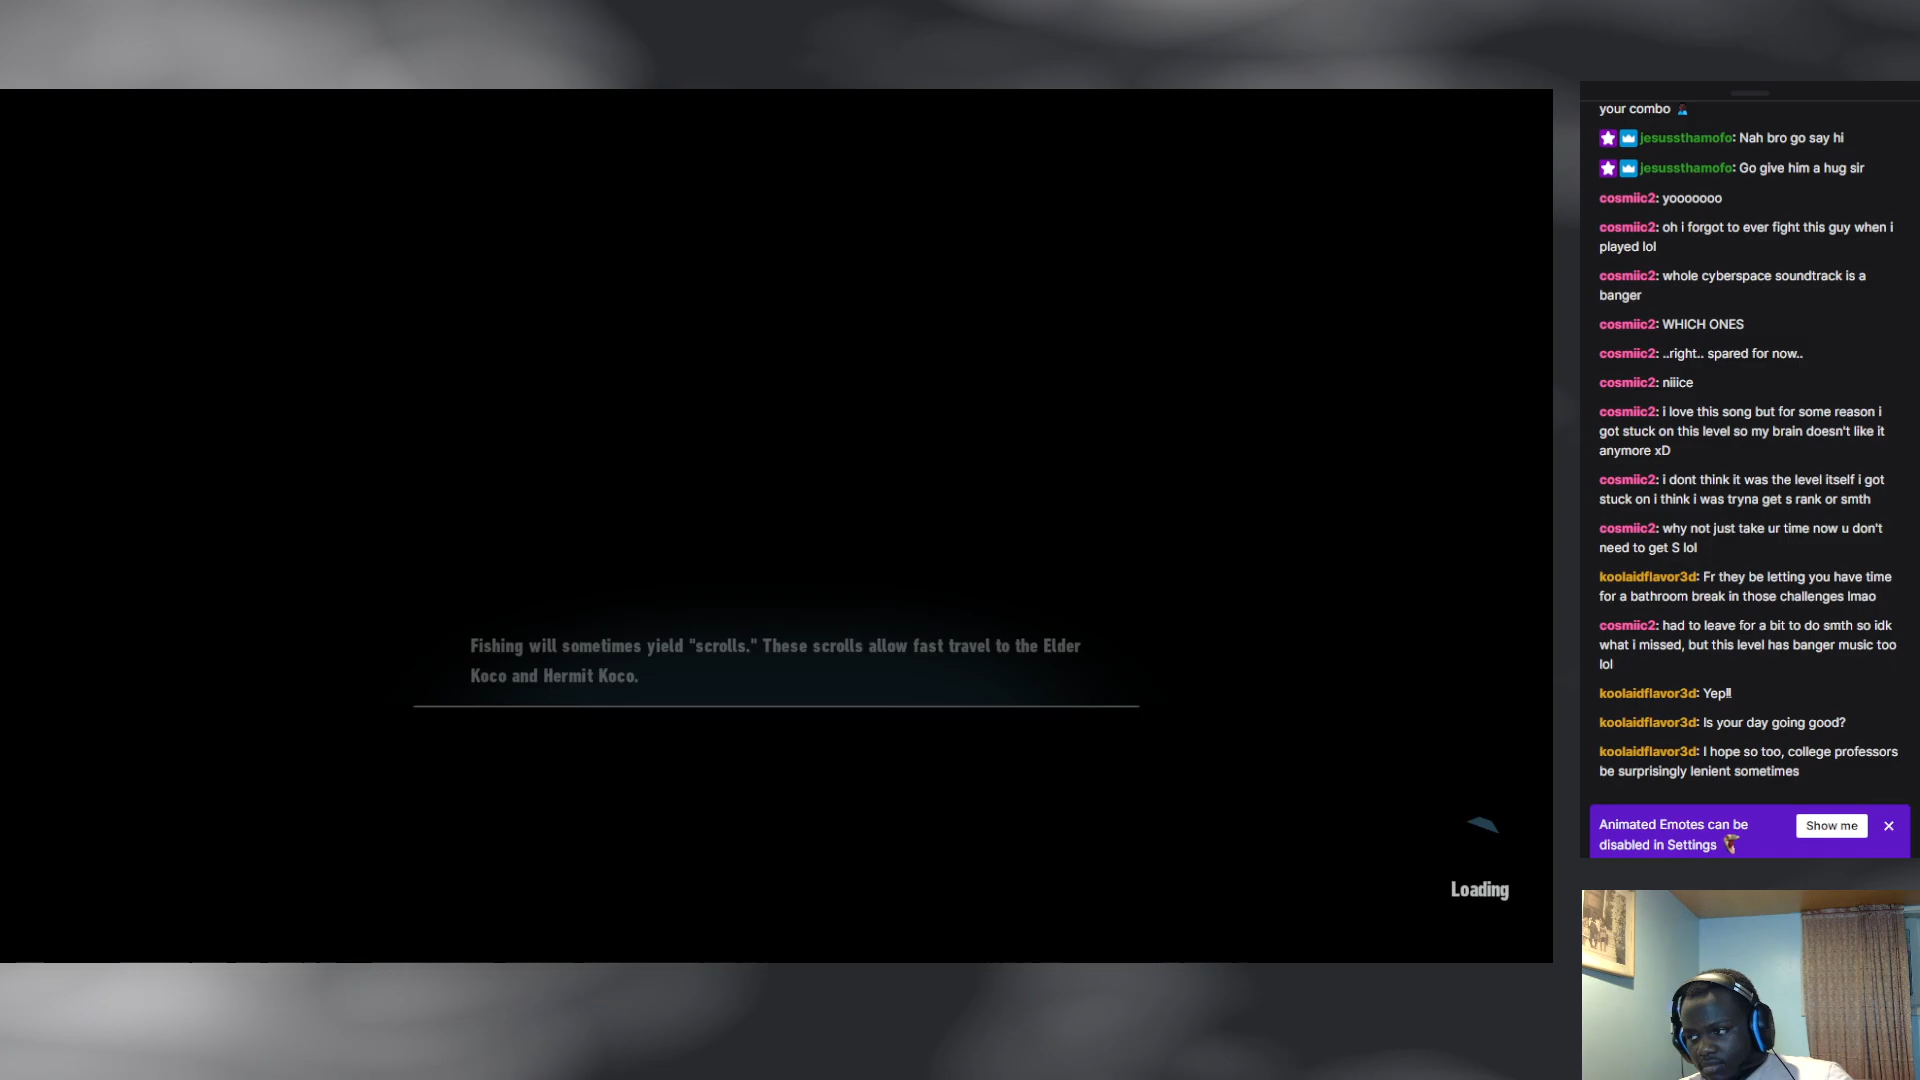 Fishing will sometimes yield "scrolls." These scrolls allow fast travel to the Elder
Koco and Hermit Koco.
Loading
your combo
jesussthamofo: Nah bro go say hi
jesussthamofo: Go give him a hug sir
cosmiic2: yooooooo
cosmiic2: oh i forgot to ever fight this guy when i
played lol
cosmiic2: whole cyberspace soundtrack is a
banger
cosmiic2: WHICH ONES
cosmiic2: ..right.. spared for now..
cosmiic2: niiice
cosmiic2: i love this song but for some reason i
got stuck on this level so my brain doesn't like it
anymore xD
cosmiic2: i dont think it was the level itself i got
stuck on i think i was tryna get s rank or smth
cosmiic2: why not just take ur time now u don't
need to get S lol
koolaidflavor3d: Fr they be letting you have time
for a bathroom break in those challenges lmao
cosmiic2: had to leave for a bit to do smth so idk
what i missed, but this level has banger music too
lol
koolaidflavor3d: Yep!!
koolaidflavor3d: Is your day going good?
koolaidflavor3d: I hope so too, college professors
be surprisingly lenient sometimes
Animated Emotes can be
disabled in Settings
Show me